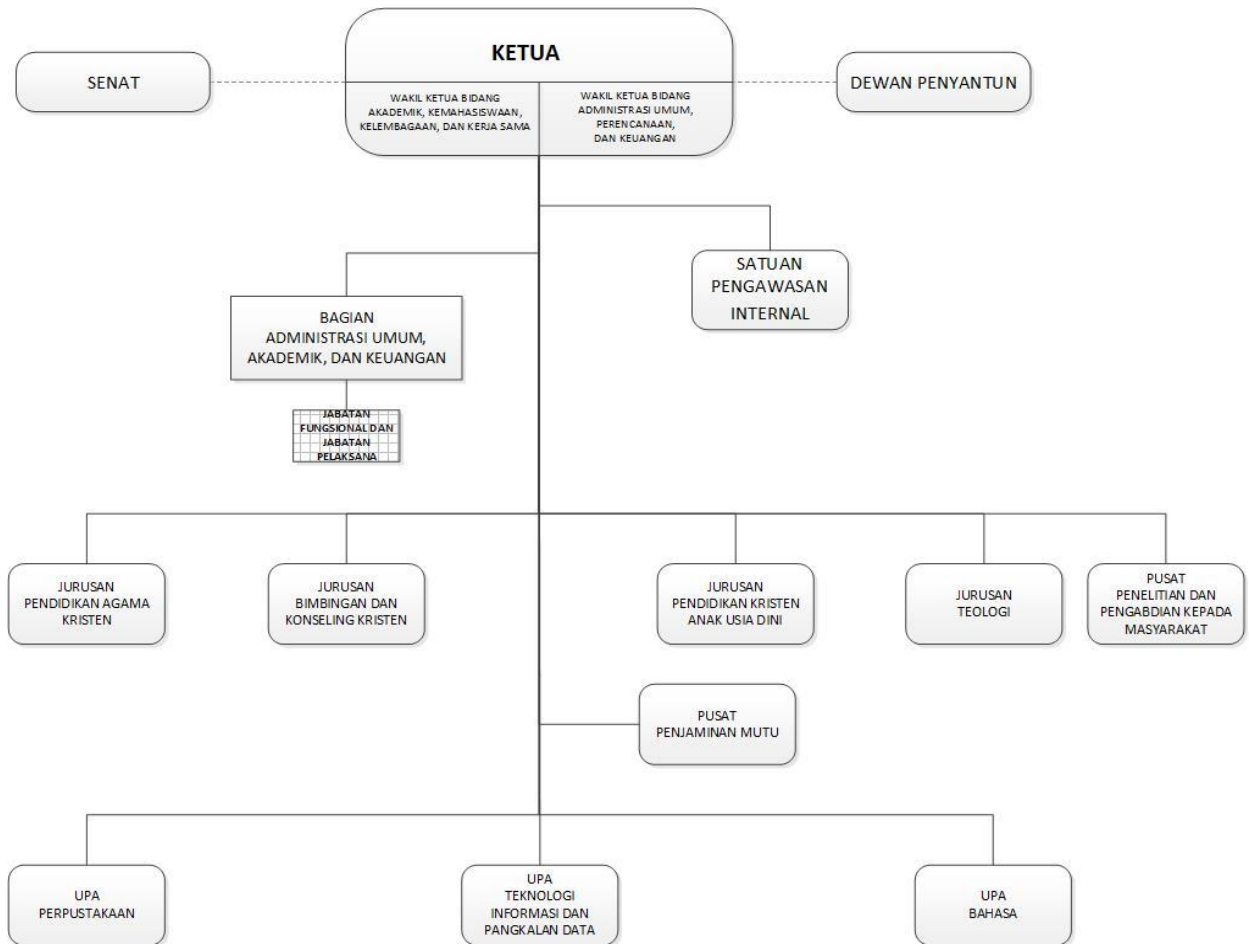 KETUA
SENAT
DEWAN PENYANTUN
WAKIL KETUA BIDANG
AKADEMIK, KEMAHASISWAAN,
KELEMBAGAAN, DAN KERJA SAMA
WAKIL KETUA BIDANG
ADMINISTRASI UMUM,
PERENCANAAN,
DAN KEUANGAN
SATUAN
PENGAWASAN
INTERNAL
BAGIAN
ADMINISTRASI UMUM,
AKADEMIK, DAN KEUANGAN
JABATAN
FUNGSIONAL DAN
JABATAN
PELAKSANA
JURUSAN
PENDIDIKAN AGAMA
KRISTEN
JURUSAN
BIMBINGAN DAN
KONSELING KRISTEN
JURUSAN
PENDIDIKAN KRISTEN
ANAK USIA DINI
JURUSAN
TEOLOGI
PUSAT
PENELITIAN DAN
PENGABDIAN KEPADA
MASYARAKAT
PUSAT
PENJAMINAN MUTU
UPA
PERPUSTAKAAN
UPA
TEKNOLOGI
INFORMASI DAN
PANGKALAN DATA
UPA
BAHASA